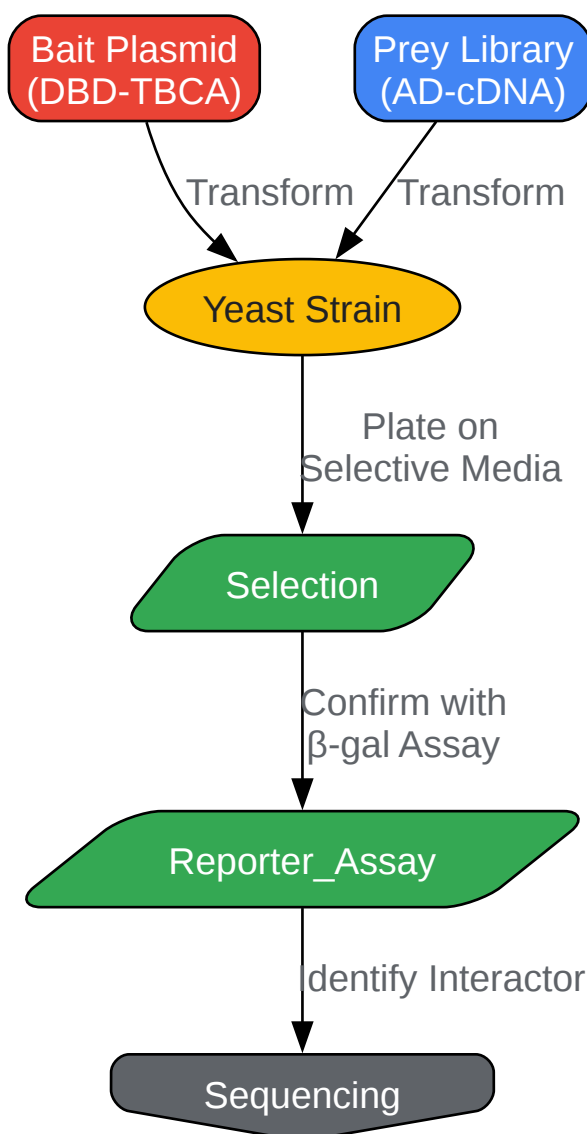 Bait Plasmid
(DBD-TBCA)
Prey Library
(AD-cDNA)
Transform
Transform
Yeast Strain
Plate on
Selective Media
Selection
Confirm with
β-gal Assay
Reporter_Assay
Identify Interactor
Sequencing